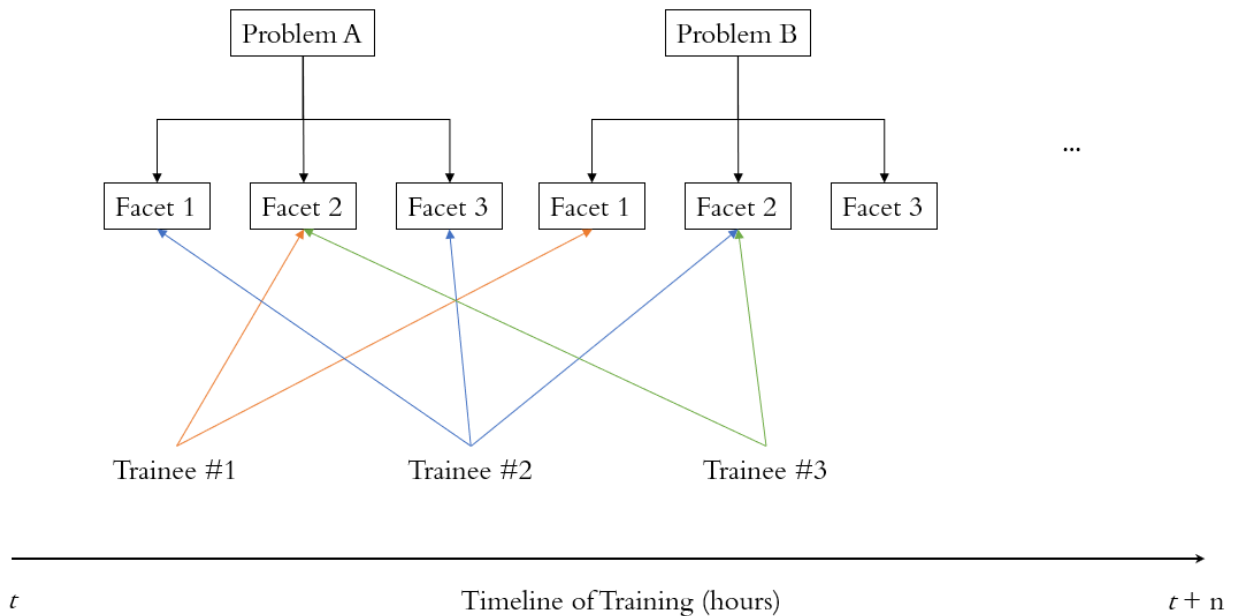 Problem A
Problem B
...
Facet 1
Facet 2
Facet 3
Facet 1
Facet 2
Facet 3
Trainee #1
Trainee #2
Trainee #3
t
Timeline of Training (hours)
t + n